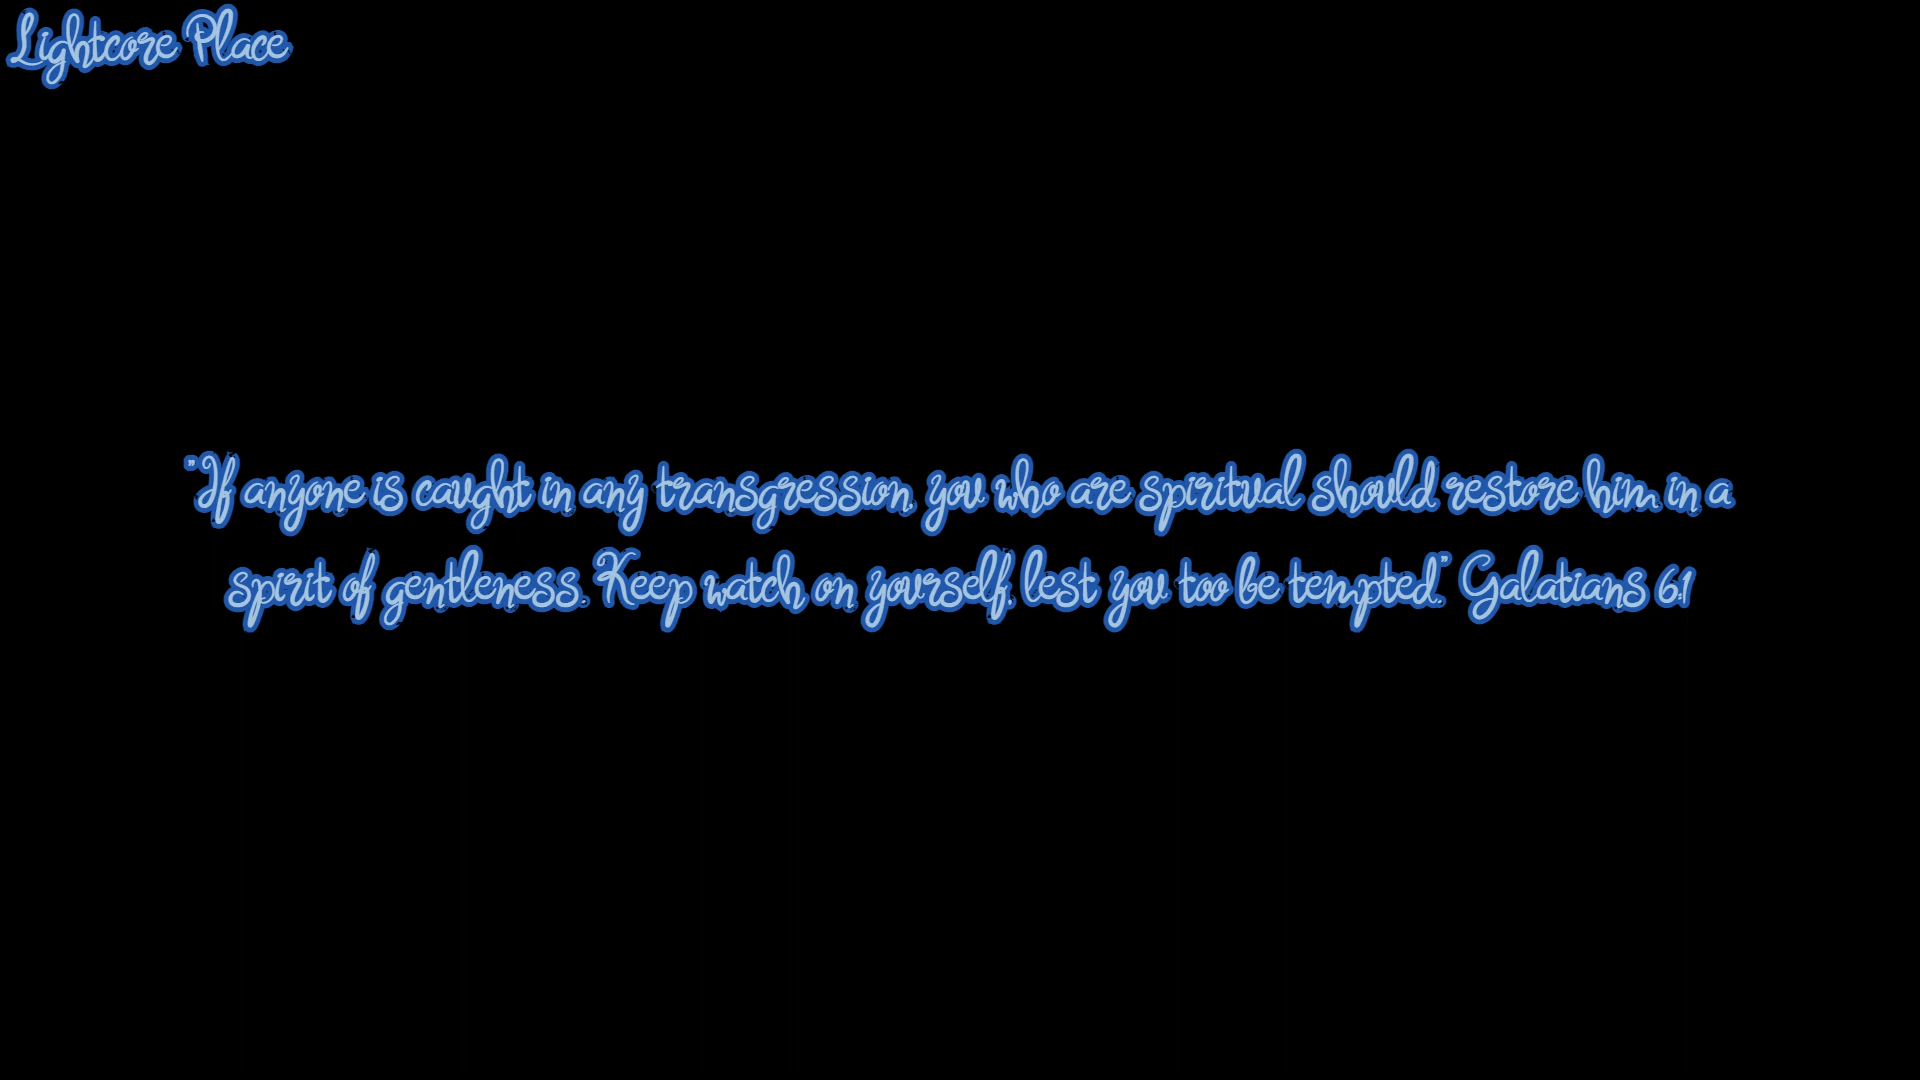 Lightcore Place
"If anyone is caught in any transgression, you who are spiritual should restore him in a
spirit of gentleness. Keep watch on yourself, lest you too be tempted." Galatians 6:1